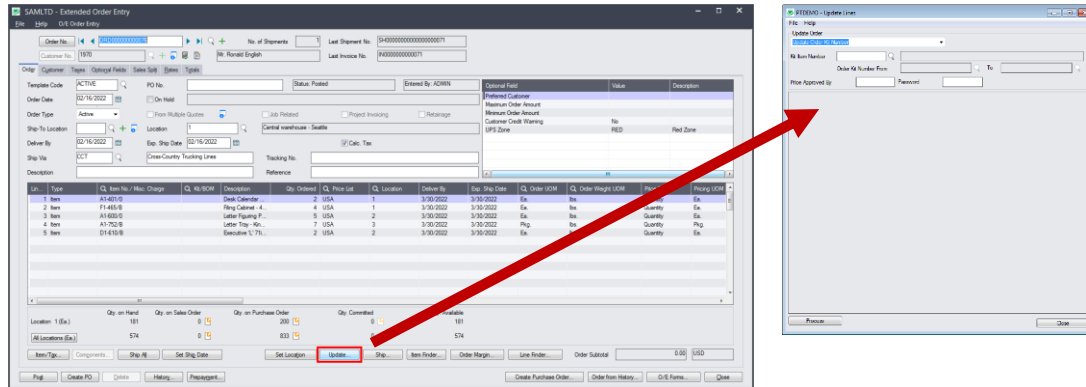 SAMLTD - Extended Order Entry
File Help O/E Order Entry
Order No. No. of Shipments 1 Last Shipment No.
Customer No. 1970 Mr. Ronald English Last Invoice No.
Order Customer Taxes Optional Fields Sales Split Rates Totals
Template Code ACTIVE PO No. Status: Posted Entered By: ADMIN
Order Date 02/16/2022 On Hold
Order Type Active From Multiple Quotes Job Related Project Invoicing Retainage
Ship-To Location Location 1 Central warehouse - Seattle
Deliver By Exp. Ship Date 02/16/2022 Calc. Tax
Ship Via CCT Cross-Country Trucking Lines Tracking No.
Description Reference
Optional Field Value Description
Preferred Customer
Maximum Order Amount
Minimum Order Amount
Customer Credit Warning No
UPS Zone RED Red Zone
Lin... Type Item No./ Misc. Charge Kit/BOM Description Qty. Ordered Price List Location Deliver By Exp. Ship Date Order UOM Order Weight UOM Pricing UOM
1 Item A1-401/0 Desk Calendar ... 2 USA 1 3/30/2022 3/30/2022 Ea. lbs. Quantity Ea.
2 Item F1-465/B Filing Cabinet - 4... 4 USA 1 3/30/2022 3/30/2022 Ea. lbs. Quantity Ea.
3 Item A1-600/0 Letter Figuring P... 5 USA 2 3/30/2022 3/30/2022 Ea. Quantity Ea.
4 Item A1-752/B Letter Tray - Kin... 7 USA 3 3/30/2022 3/30/2022 Pkg. Quantity Pkg.
5 Item D1-610/B Executive 'L' 71\... 2 USA 2 3/30/2022 3/30/2022 Ea. lbs. Quantity Ea.
Qty. on Hand Qty. on Sales Order Qty. on Purchase Order Qty. Committed
Location 1 (Ea.) 181 0 200 0 181
All Locations (Ea.) 574 0 833 574
Item/Tax... Components... Ship All Set Ship Date Set Location Update... Ship... Item Finder... Order Margin... Line Finder... Order Subtotal 0.00 USD
Post Create PO Delete History... Prepayment... Create Purchase Order... Order from History... O/E Forms... Close
PTDEMO - Update Lines
File Help
Update Order
Update Order Kit Number
Kit Item Number
Order Kit Number From To
Price Approved By Password
Process Close